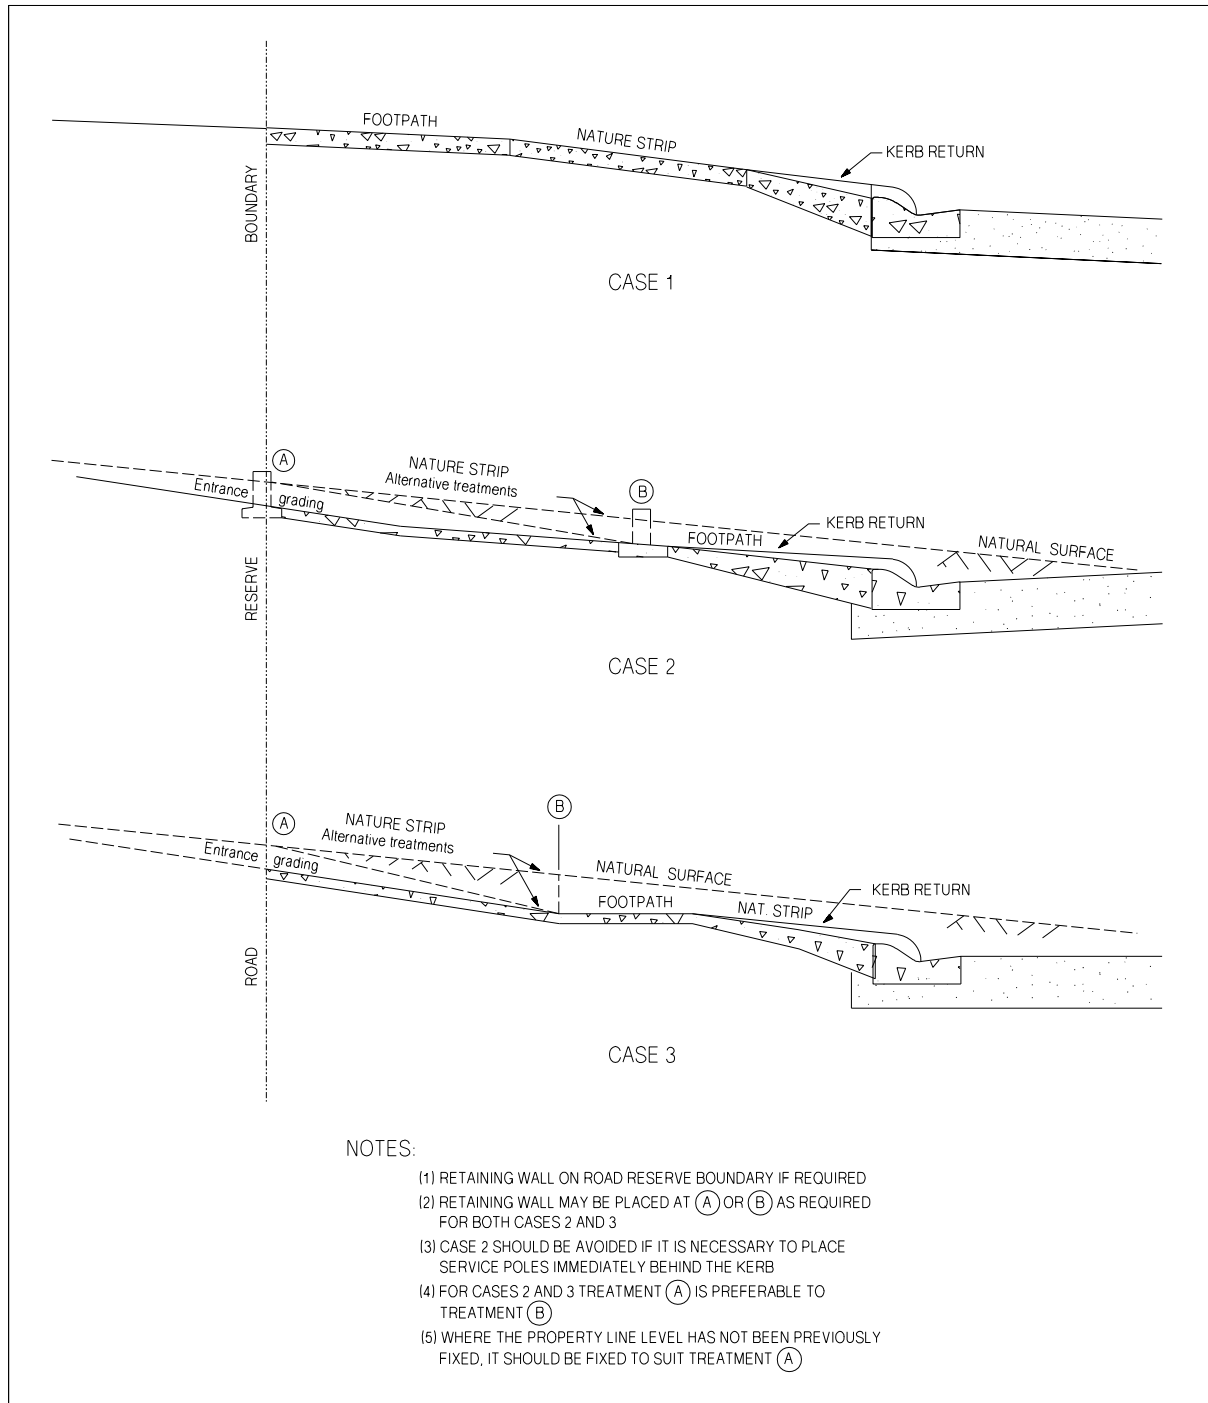 FOOTPATH
NATURE STRIP
KERB RETURN
BOUNDARY
CASE 1
A
NATURE STRIP
Alternative treatments
Entrance grading
B
KERB RETURN
FOOTPATH
NATURAL SURFACE
RESERVE
CASE 2
B
A
NATURE STRIP
Alternative treatments
Entrance grading
NATURAL SURFACE
KERB RETURN
FOOTPATH
NAT. STRIP
ROAD
CASE 3
NOTES:
(1) RETAINING WALL ON ROAD RESERVE BOUNDARY IF REQUIRED
(2) RETAINING WALL MAY BE PLACED AT A OR B AS REQUIRED
FOR BOTH CASES 2 AND 3
(3) CASE 2 SHOULD BE AVOIDED IF IT IS NECESSARY TO PLACE
SERVICE POLES IMMEDIATELY BEHIND THE KERB
(4) FOR CASES 2 AND 3 TREATMENT A IS PREFERABLE TO
TREATMENT B
(5) WHERE THE PROPERTY LINE LEVEL HAS NOT BEEN PREVIOUSLY
FIXED, IT SHOULD BE FIXED TO SUIT TREATMENT A